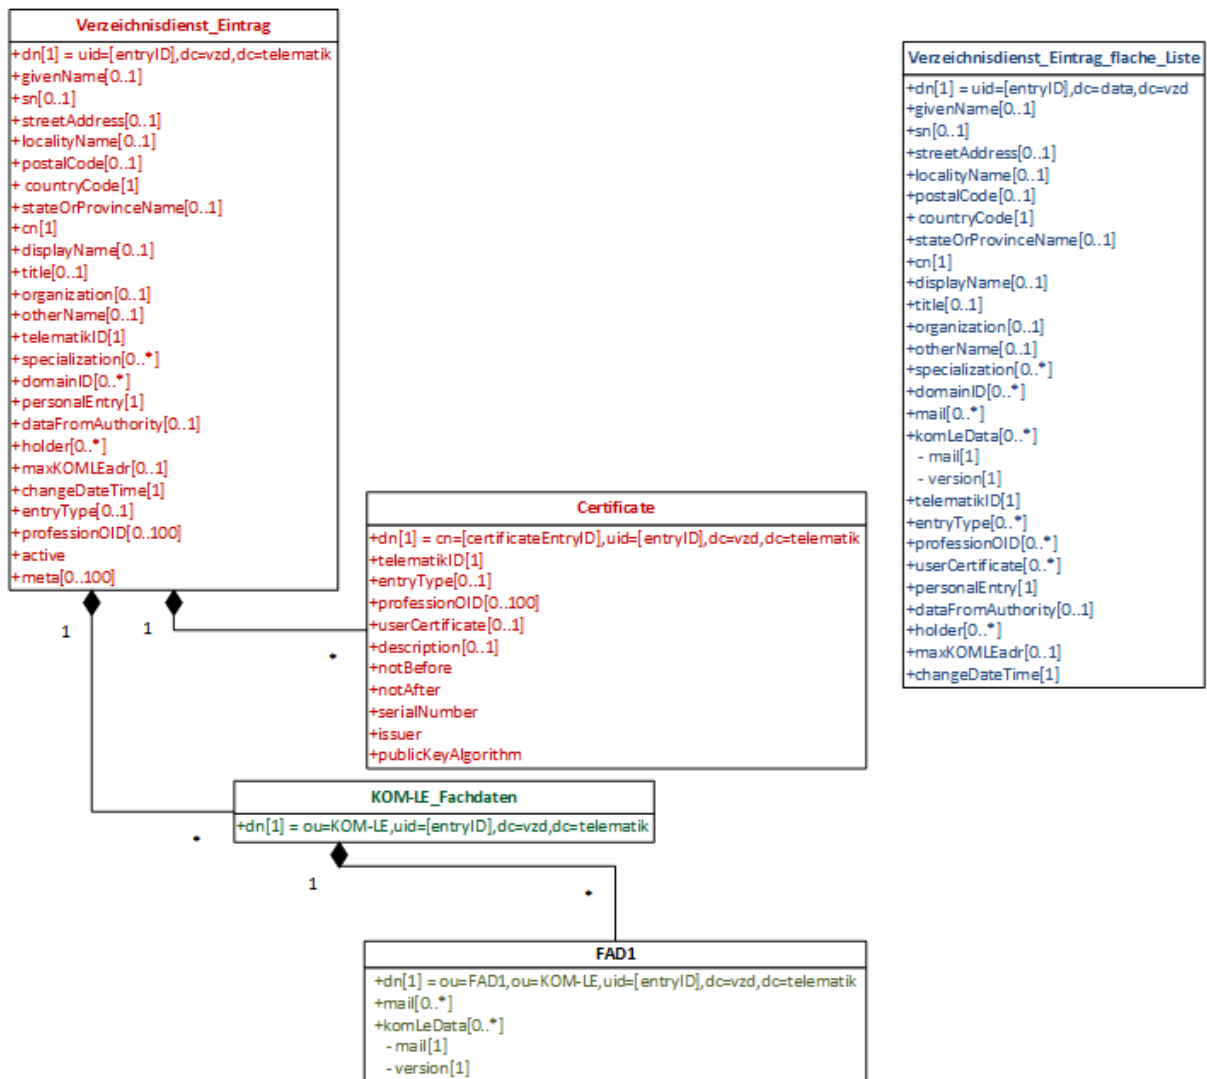 Verzeichnisdienst_Eintrag
+dn[1] = uid=[entryID],dc=vzd,dc=telematik
+givenName[0..1]
+sn[0..1]
+streetAddress[0..1]
+localityName[0..1]
+postalCode[0..1]
+ countryCode[1]
+stateOrProvinceName[0..1]
+cn[1]
+displayName[0..1]
+title[0..1]
+organization[0..1]
+otherName[0..1]
+telematikID[1]
+specialization[0..*]
+domainID[0..*]
+personalEntry[1]
+dataFromAuthority[0..1]
+holder[0..*]
+maxKOMLEadr[0..1]
+changeDateTime[1]
+entryType[0..1]
+professionOID[0..100]
+active
+meta[0..100]
1
1
*
*
Certificate
+dn[1] = cn=[certificateEntryID],uid=[entryID],dc=vzd,dc=telematik
+telematikID[1]
+entryType[0..1]
+professionOID[0..100]
+userCertificate[0..1]
+description[0..1]
+notBefore
+notAfter
+serialNumber
+issuer
+publicKeyAlgorithm
KOM-LE_Fachdaten
+dn[1] = ou=KOM-LE,uid=[entryID],dc=vzd,dc=telematik
1
*
FAD1
+dn[1] = ou=FAD1,ou=KOM-LE,uid=[entryID],dc=vzd,dc=telematik
+mail[0..*]
+komLeData[0..*]
- mail[1]
- version[1]
Verzeichnisdienst_Eintrag_flache_Liste
+dn[1] = uid=[entryID],dc=data,dc=vzd
+givenName[0..1]
+sn[0..1]
+streetAddress[0..1]
+localityName[0..1]
+postalCode[0..1]
+ countryCode[1]
+stateOrProvinceName[0..1]
+cn[1]
+displayName[0..1]
+title[0..1]
+organization[0..1]
+otherName[0..1]
+specialization[0..*]
+domainID[0..*]
+mail[0..*]
+komLeData[0..*]
- mail[1]
- version[1]
+telematikID[1]
+entryType[0..*]
+professionOID[0..*]
+userCertificate[0..*]
+personalEntry[1]
+dataFromAuthority[0..1]
+holder[0..*]
+maxKOMLEadr[0..1]
+changeDateTime[1]